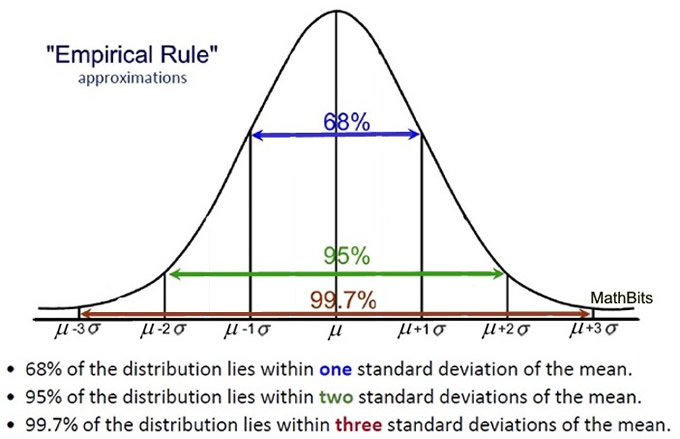 "Empirical Rule"
approximations
68%
95%
99.7%
MathBits
μ-3σ μ-2σ μ-1σ μ μ+1σ μ+2σ μ+3σ
• 68% of the distribution lies within one standard deviation of the mean.
• 95% of the distribution lies within two standard deviations of the mean.
• 99.7% of the distribution lies within three standard deviations of the mean.